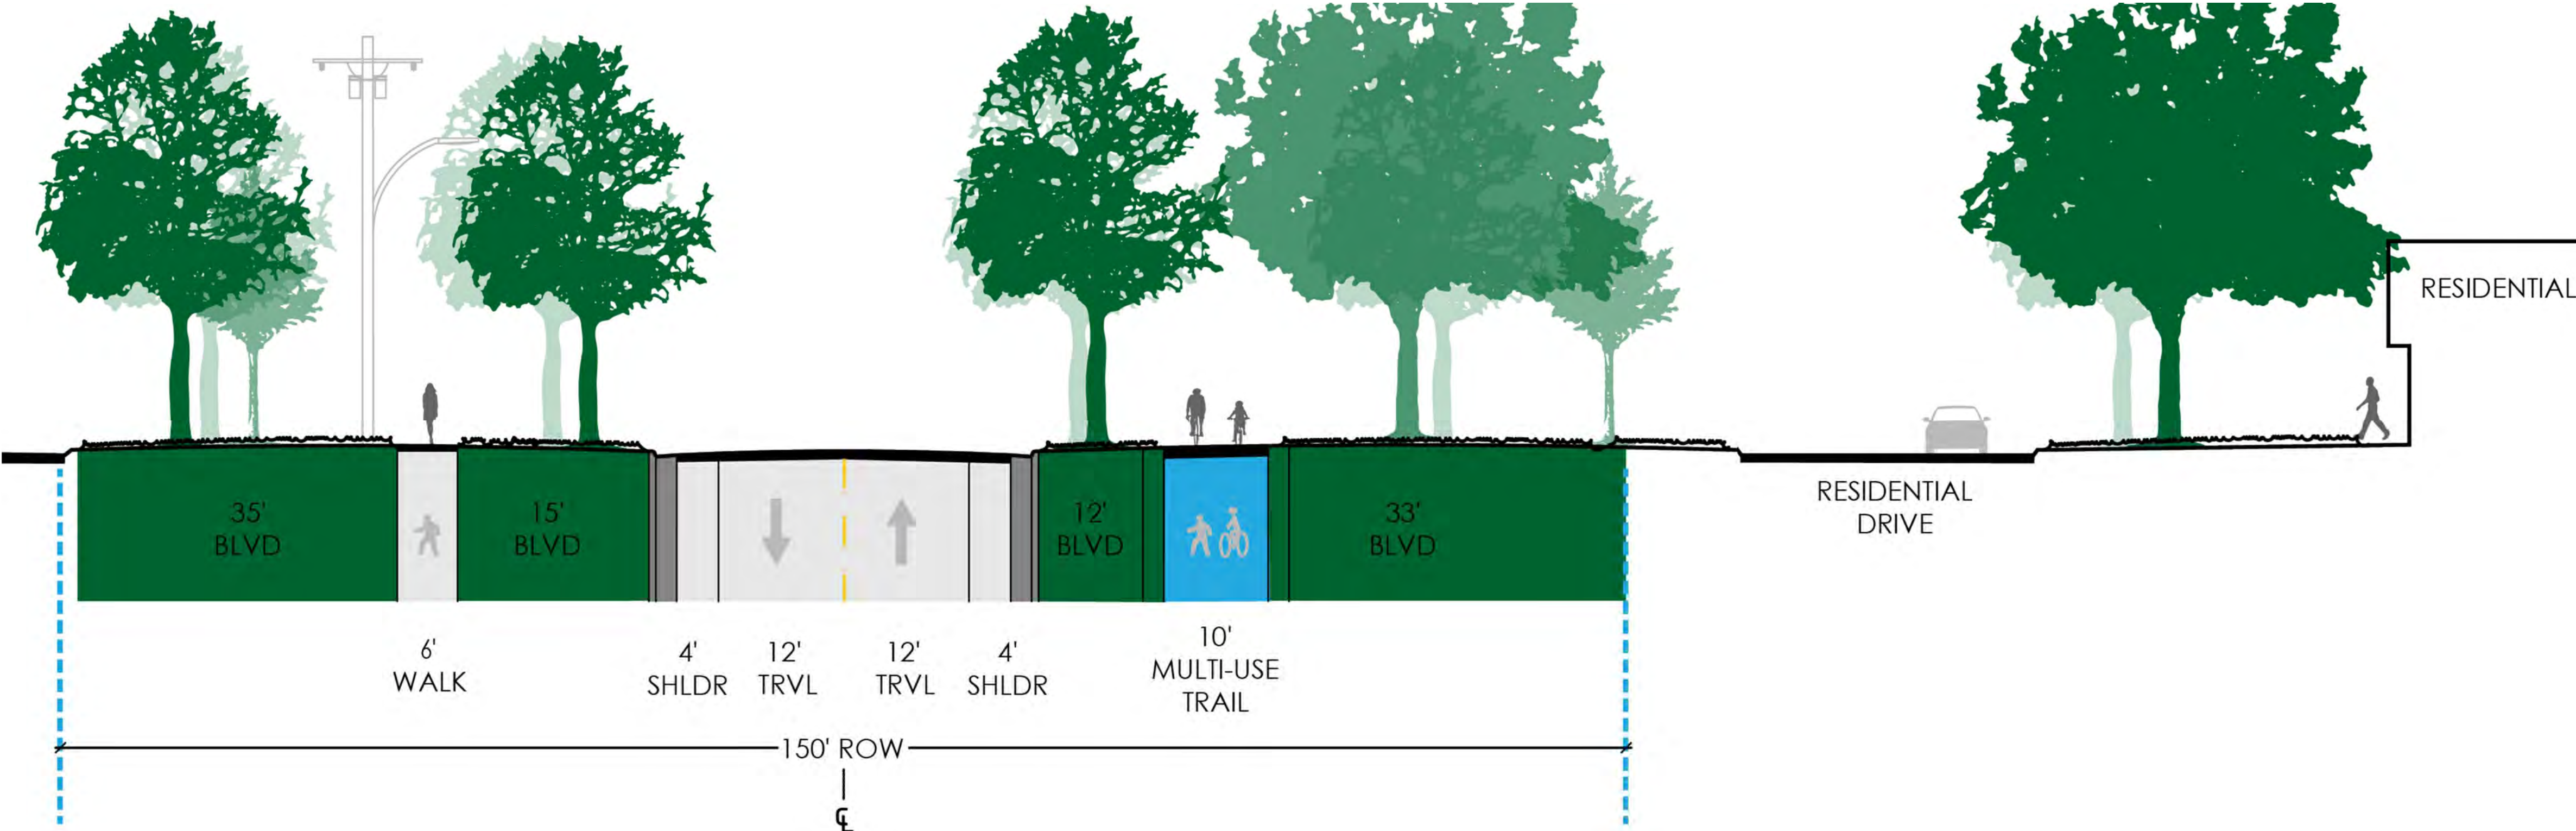 RESIDENTIAL
35'
BLVD
15'
BLVD
12'
BLVD
33'
BLVD
RESIDENTIAL
DRIVE
6'
WALK
4'
SHLDR
12'
TRVL
12'
TRVL
4'
SHLDR
10'
MULTI-USE
TRAIL
150' ROW
℄